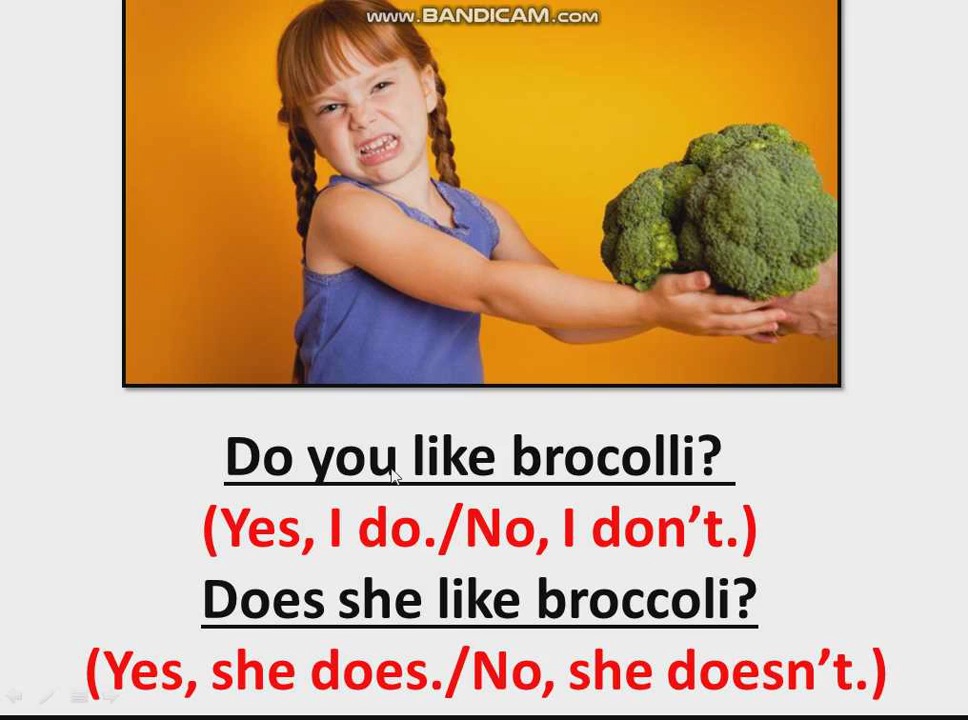 www.BANDICAM.com
Do you like brocolli?
(Yes, I do./No, I don’t.)
Does she like broccoli?
(Yes, she does./No, she doesn’t.)